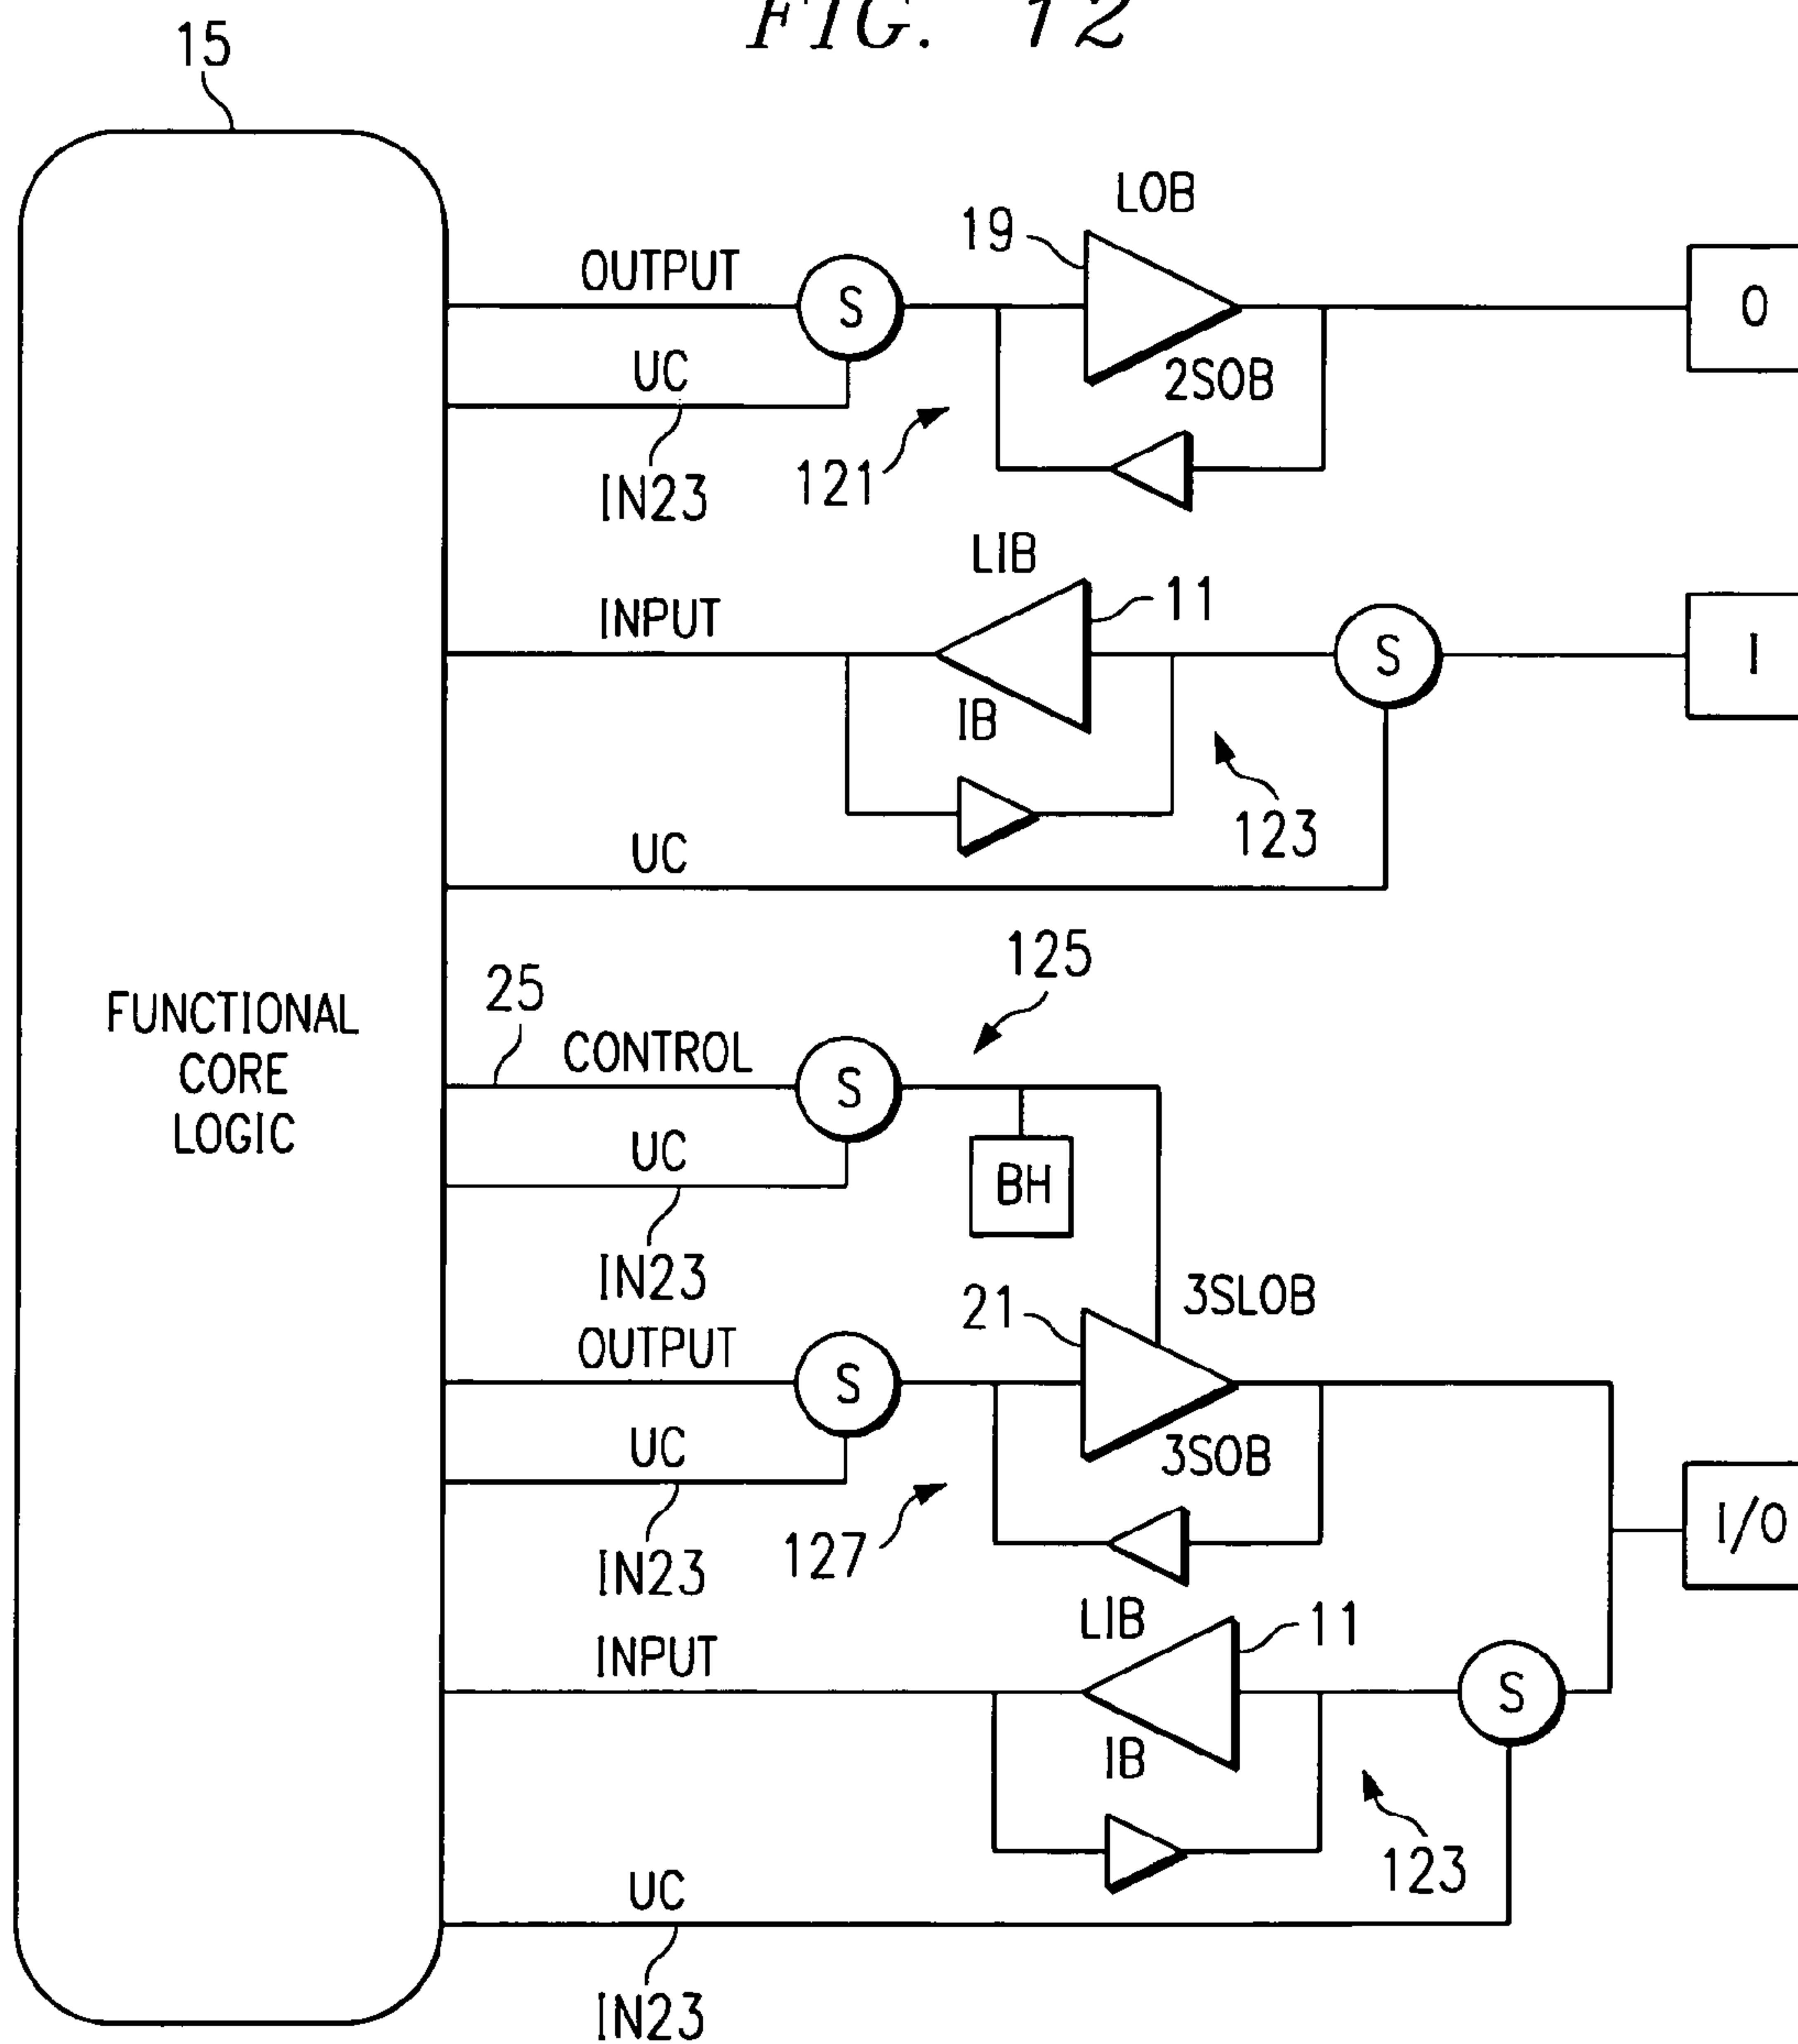 FIG. 12
15
LOB
19
OUTPUT
S
O
UC
2SOB
121
IN23
LIB
11
INPUT
S
I
IB
123
UC
125
25
CONTROL
S
FUNCTIONAL
CORE
LOGIC
UC
BH
IN23
21
3SLOB
OUTPUT
S
UC
3SOB
I/O
127
IN23
LIB
11
INPUT
S
IB
123
UC
IN23